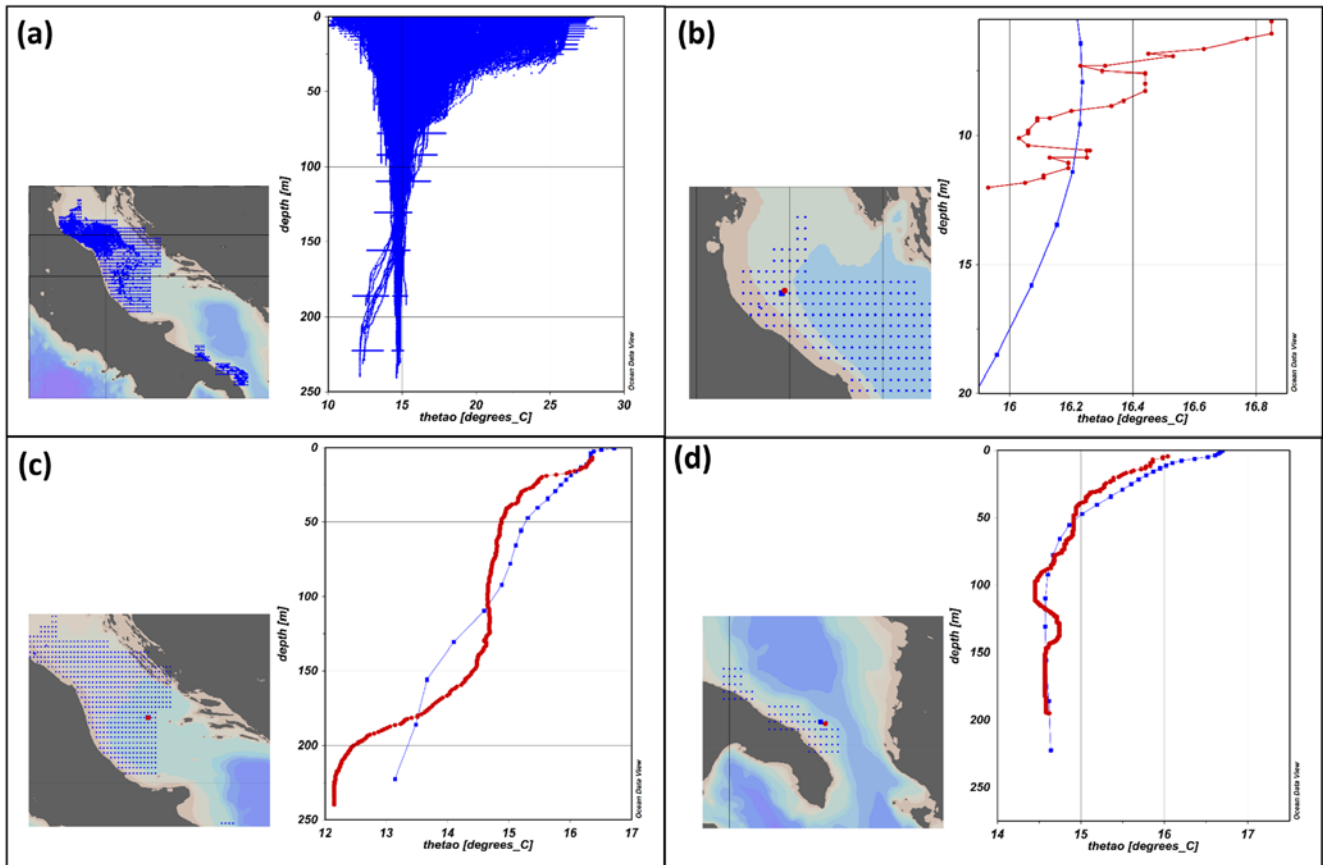 (a)
0
50
100
150
200
250
depth [m]
10 15 20 25 30
thetao [degrees_C]
Ocean Data View
(b)
10
15
20
depth [m]
16 16.2 16.4 16.6 16.8
thetao [degrees_C]
Ocean Data View
(c)
0
50
100
150
200
250
depth [m]
12 13 14 15 16 17
thetao [degrees_C]
Ocean Data View
(d)
0
50
100
150
200
250
depth [m]
14 15 16 17
thetao [degrees_C]
Ocean Data View